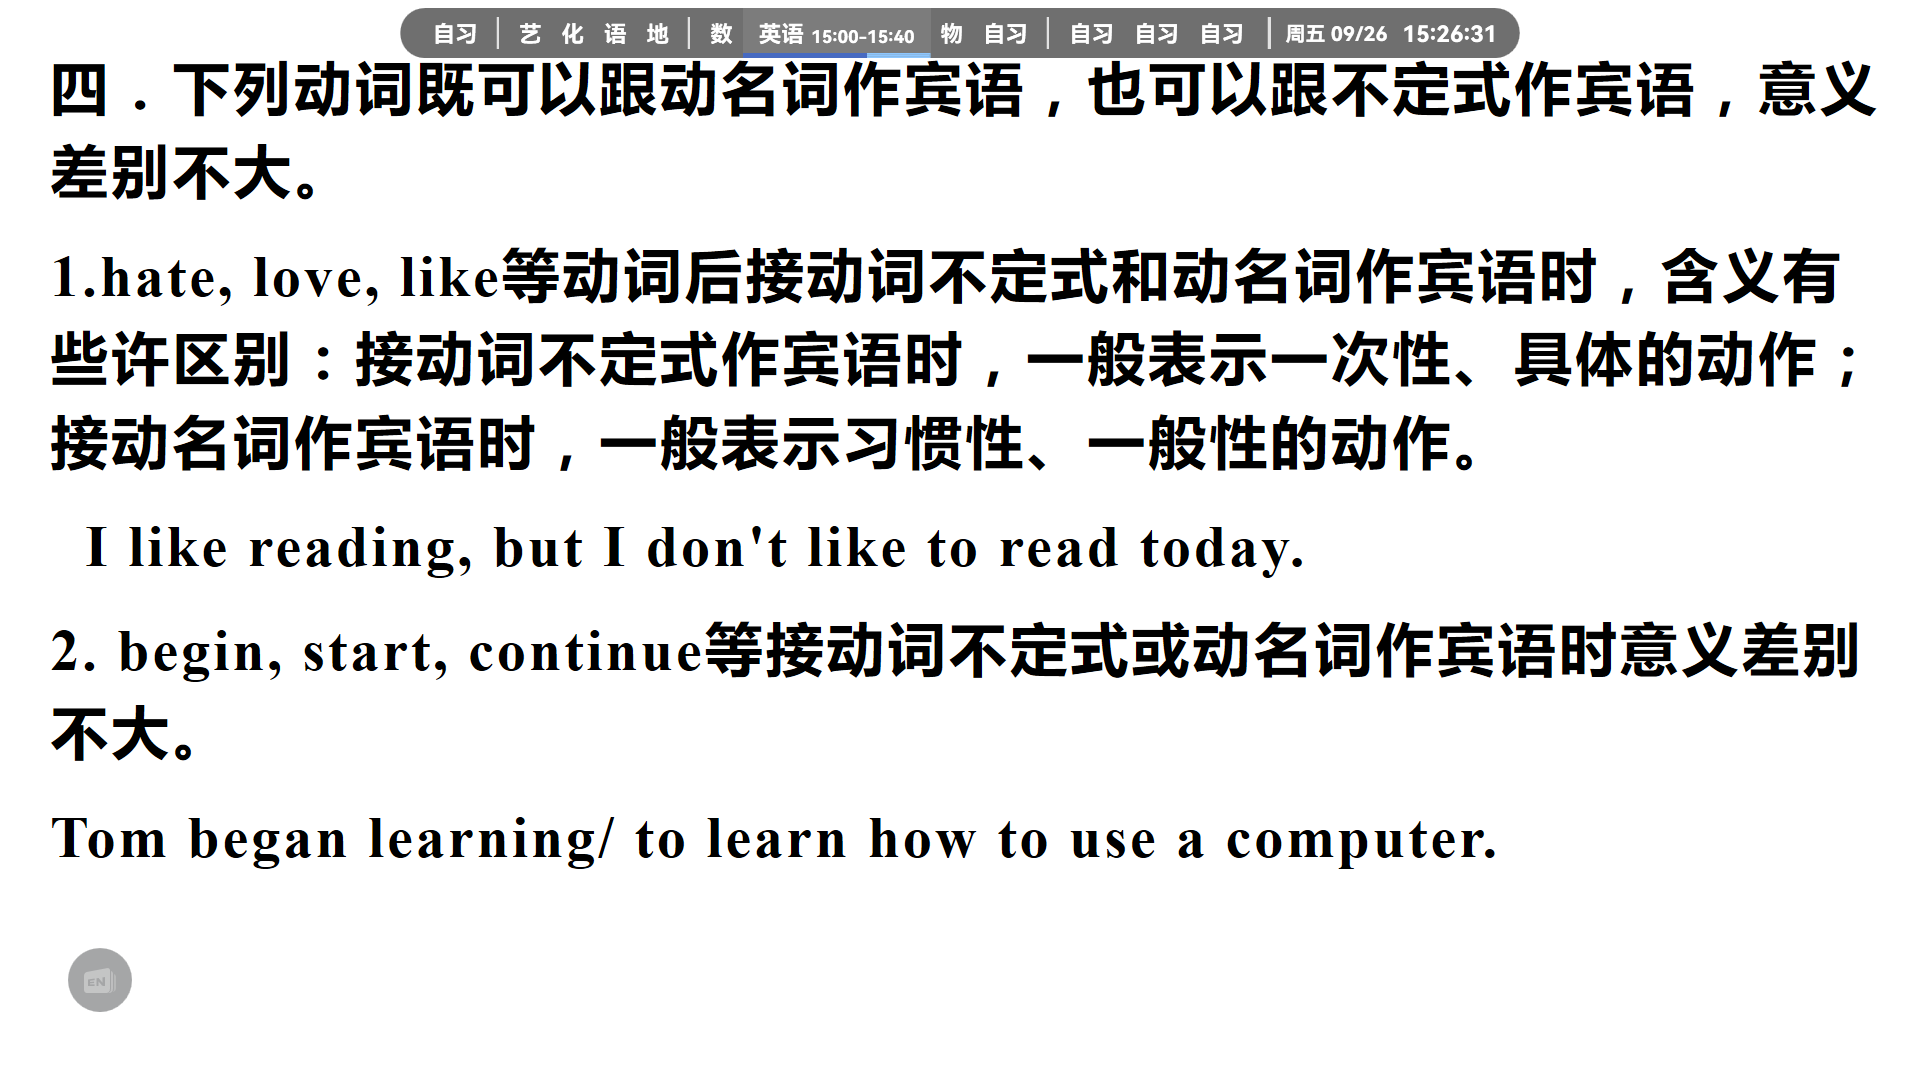 自习 | 艺 化 语 地 | 数 英语 15:00-15:40 物 自习 | 自习 自习 自习 | 周五 09/26 15:26:31
四．下列动词既可以跟动名词作宾语，也可以跟不定式作宾语，意义
差别不大。
1.hate, love, like等动词后接动词不定式和动名词作宾语时，含义有
些许区别：接动词不定式作宾语时，一般表示一次性、具体的动作；
接动名词作宾语时，一般表示习惯性、一般性的动作。
I like reading, but I don't like to read today.
2. begin, start, continue等接动词不定式或动名词作宾语时意义差别
不大。
Tom began learning/ to learn how to use a computer.
EN